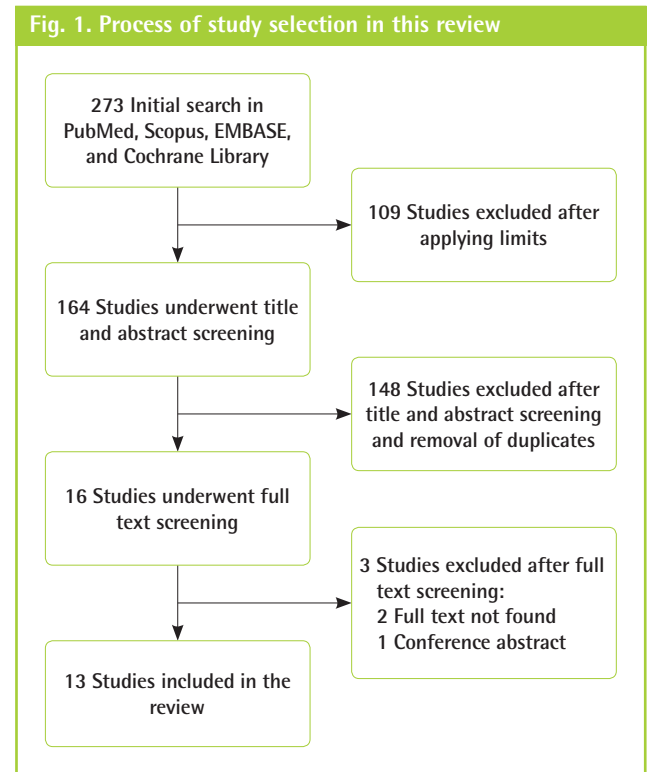 Fig. 1. Process of study selection in this review
273 Initial search in
PubMed, Scopus, EMBASE,
and Cochrane Library
109 Studies excluded after
applying limits
164 Studies underwent title
and abstract screening
148 Studies excluded after
title and abstract screening
and removal of duplicates
16 Studies underwent full
text screening
3 Studies excluded after full
text screening:
2 Full text not found
1 Conference abstract
13 Studies included in the
review